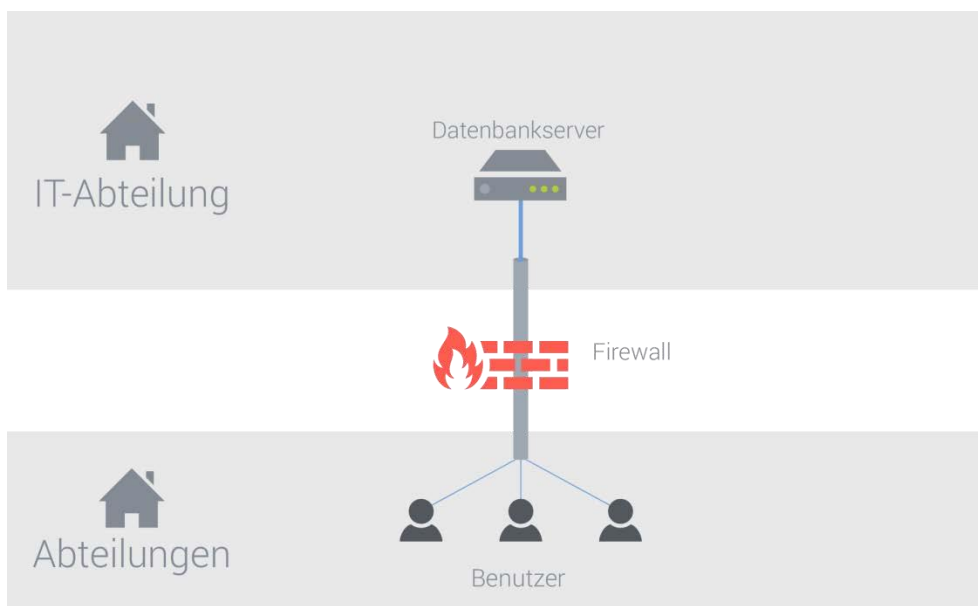 Datenbankserver
IT-Abteilung
Firewall
Abteilungen
Benutzer